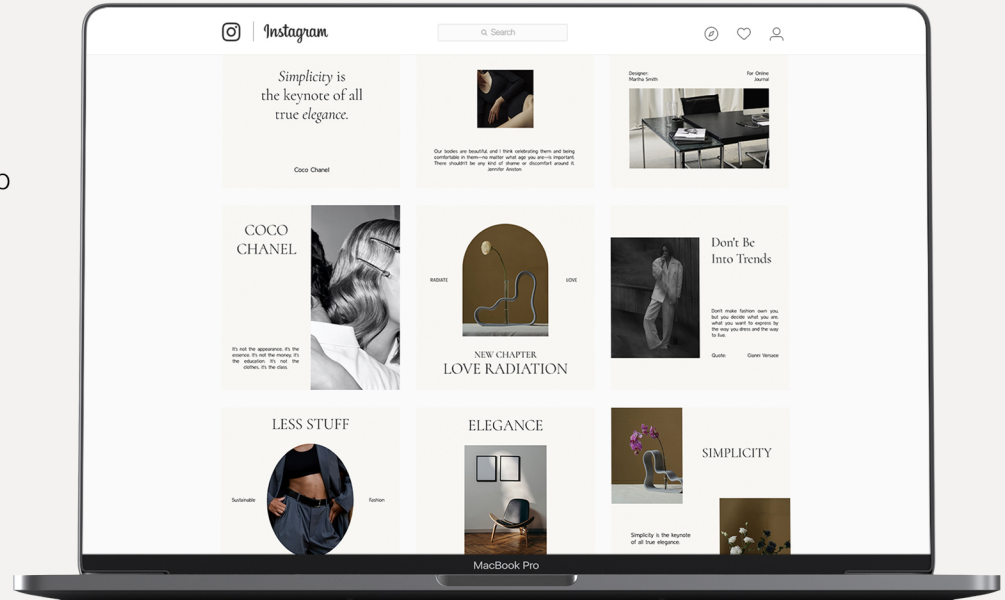 Instagram
Search
Simplicity is
the keynote of all
true elegance.
Coco Chanel
Our bodies are beautiful, and I think celebrating them and being
comfortable in them—no matter what age you are—is important.
There shouldn't be any kind of shame or discomfort around it.
Jennifer Aniston
Designer:
Martha Smith
For Online
Journal
COCO
CHANEL
It's not the appearance, it's the
essence. It's not the money, it's
the education. It's not the
clothes, it's the class.
RADIATE
LOVE
NEW CHAPTER
LOVE RADIATION
Don't Be
Into Trends
Don't make fashion own you,
but you decide what you are,
what you want to express by
the way you dress and the way
to live.
Quote:
Gianni Versace
LESS STUFF
Sustainable
Fashion
ELEGANCE
SIMPLICITY
Simplicity is the keynote
of all true elegance.
MacBook Pro